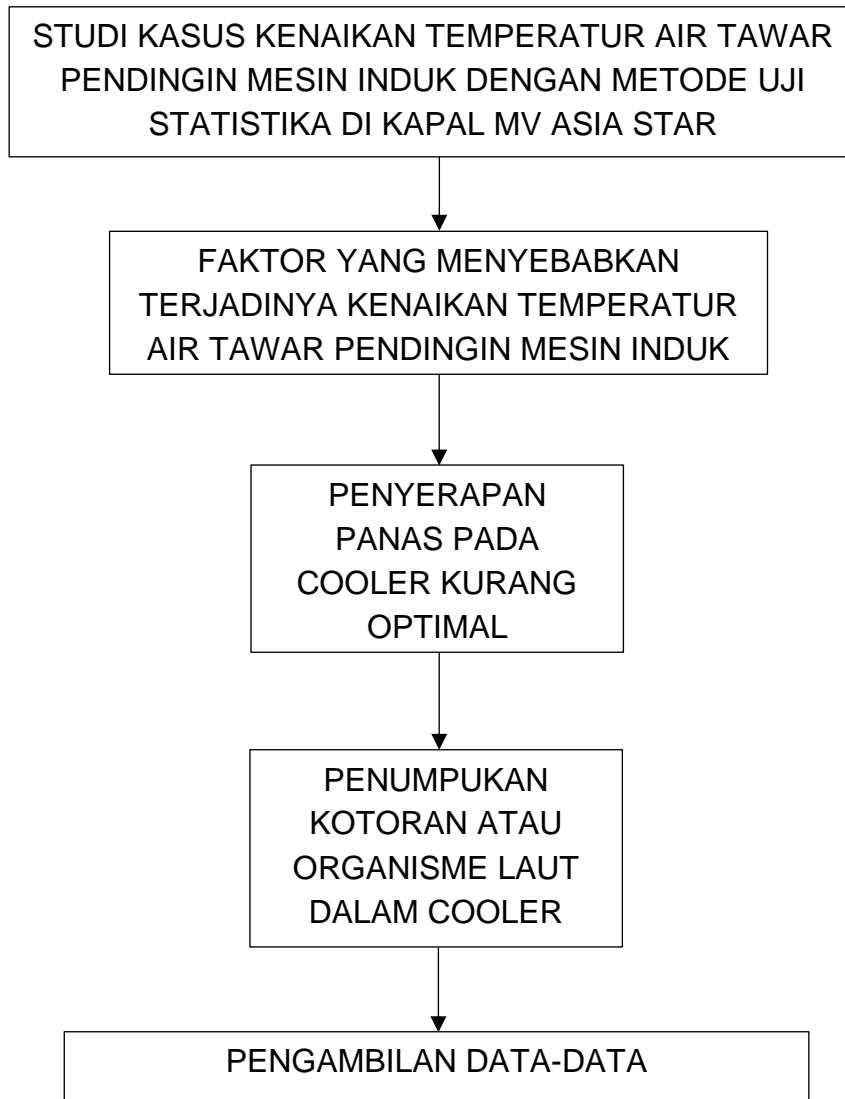 STUDI KASUS KENAIKAN TEMPERATUR AIR TAWAR
PENDINGIN MESIN INDUK DENGAN METODE UJI
STATISTIKA DI KAPAL MV ASIA STAR
FAKTOR YANG MENYEBABKAN
TERJADINYA KENAIKAN TEMPERATUR
AIR TAWAR PENDINGIN MESIN INDUK
PENYERAPAN
PANAS PADA
COOLER KURANG
OPTIMAL
PENUMPUKAN
KOTORAN ATAU
ORGANISME LAUT
DALAM COOLER
PENGAMBILAN DATA-DATA